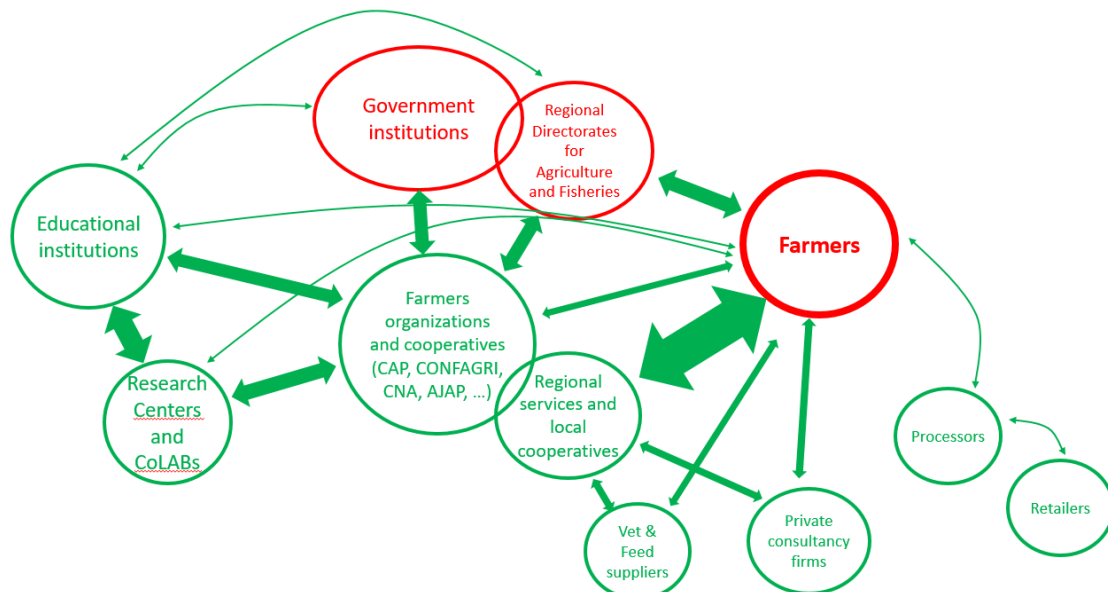 Government
institutions
Regional
Directorates
for
Agriculture
and Fisheries
Educational
institutions
Farmers
Farmers
organizations
and cooperatives
(CAP, CONFAGRI,
CNA, AJAP, ...)
Research
Centers
and
CoLABs
Regional
services and
local
cooperatives
Processors
Retailers
Vet &
Feed
suppliers
Private
consultancy
firms